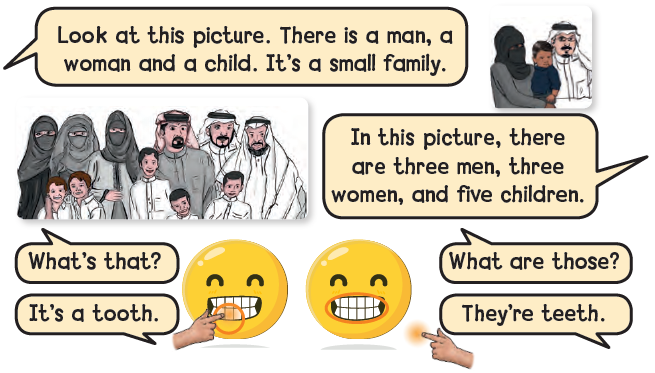 Look at this picture. There is a man, a
woman and a child. It's a small family.
In this picture, there
are three men, three
women, and five children.
What's that?
It's a tooth.
What are those?
They're teeth.